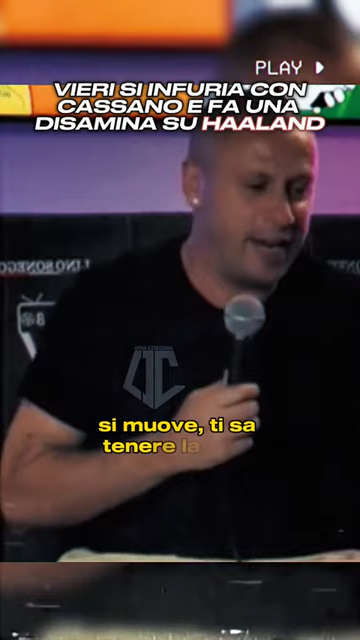 PLAY
VIERI SI INFURIA CON
CASSANO E FA UNA
DISAMINA SU HAALAND
si muove, ti sa
tenere la